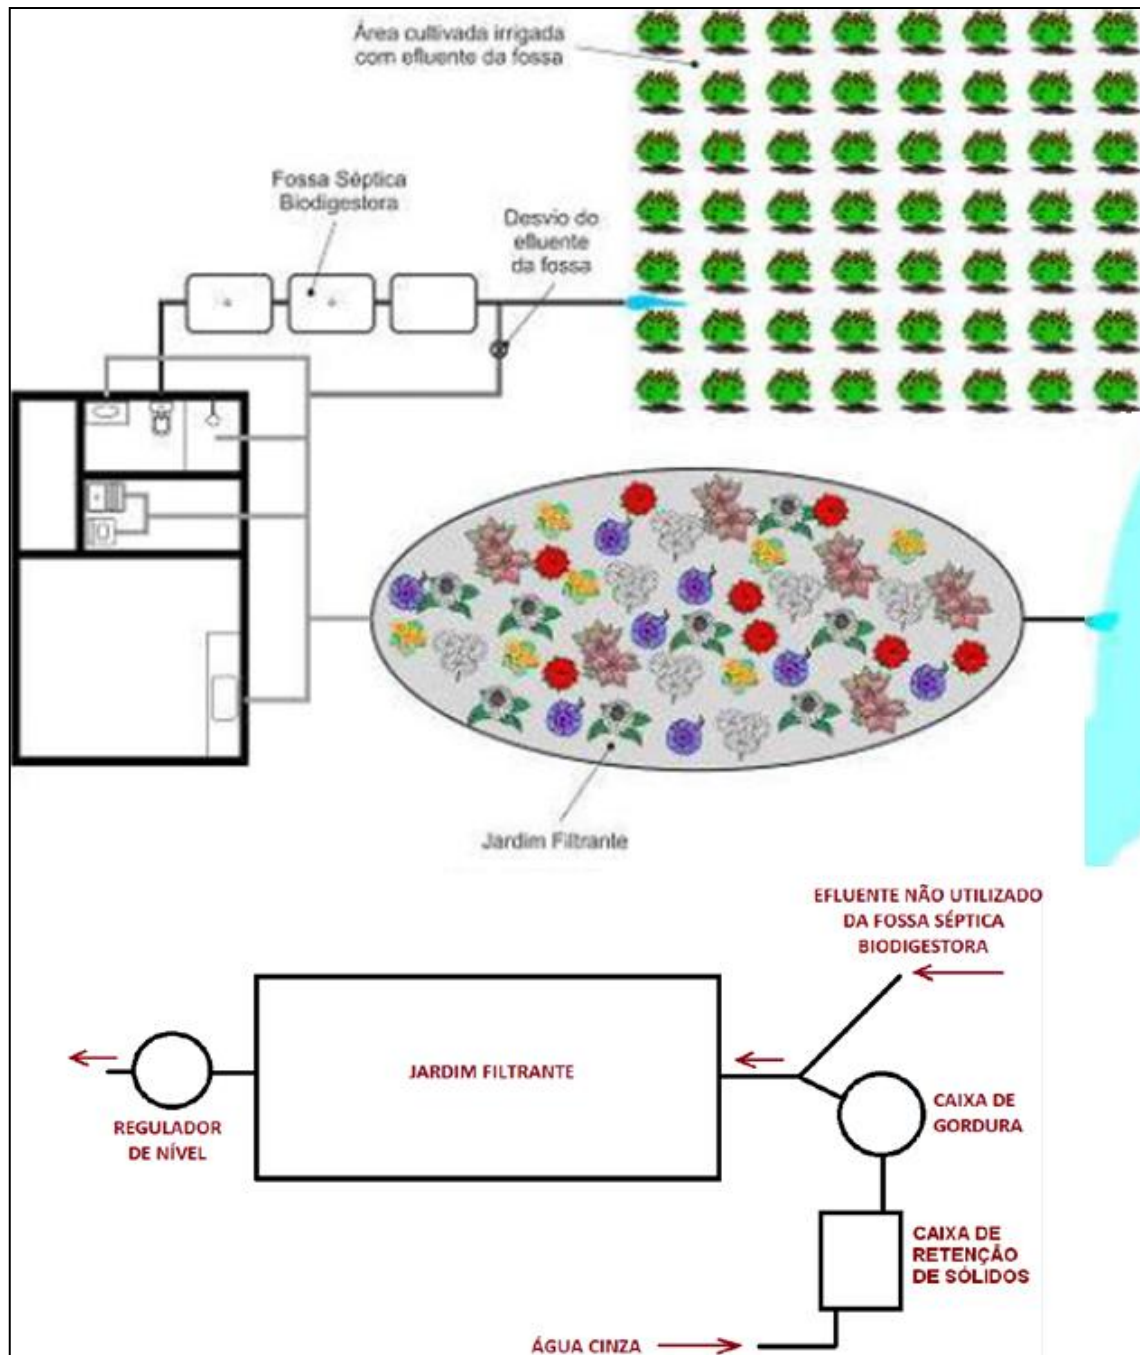 Área cultivada irrigada
com efluente da fossa
Fossa Séptica
Biodigestora
Desvio do
efluente
da fossa
Jardim Filtrante
EFLUENTE NÃO UTILIZADO
DA FOSSA SÉPTICA
BIODIGESTORA
JARDIM FILTRANTE
REGULADOR
DE NÍVEL
CAIXA DE
GORDURA
CAIXA DE
RETENÇÃO
DE SÓLIDOS
ÁGUA CINZA